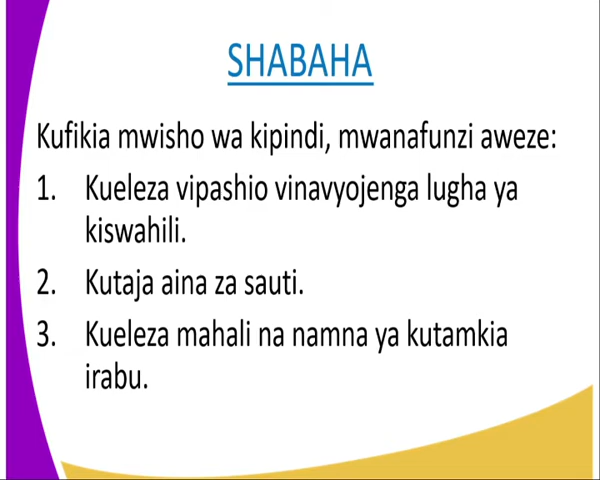 SHABAHA
Kufikia mwisho wa kipindi, mwanafunzi aweze:
1. Kueleza vipashio vinavyojenga lugha ya
kiswahili.
2. Kutaja aina za sauti.
3. Kueleza mahali na namna ya kutamkia
irabu.